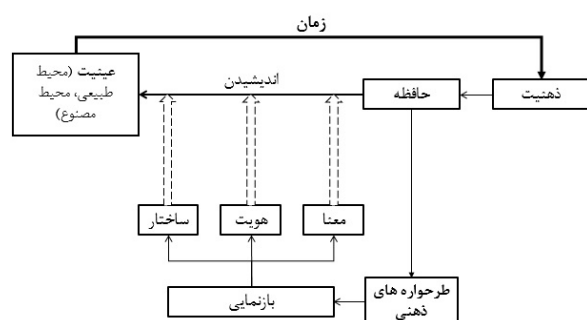 زمان
عینیت (محیط
طبیعی، محیط
مصنوع)
اندیشیدن
حافظه
ذهنیت
ساختار
هویت
معنا
طرحواره های
ذهنی
بازنمایی